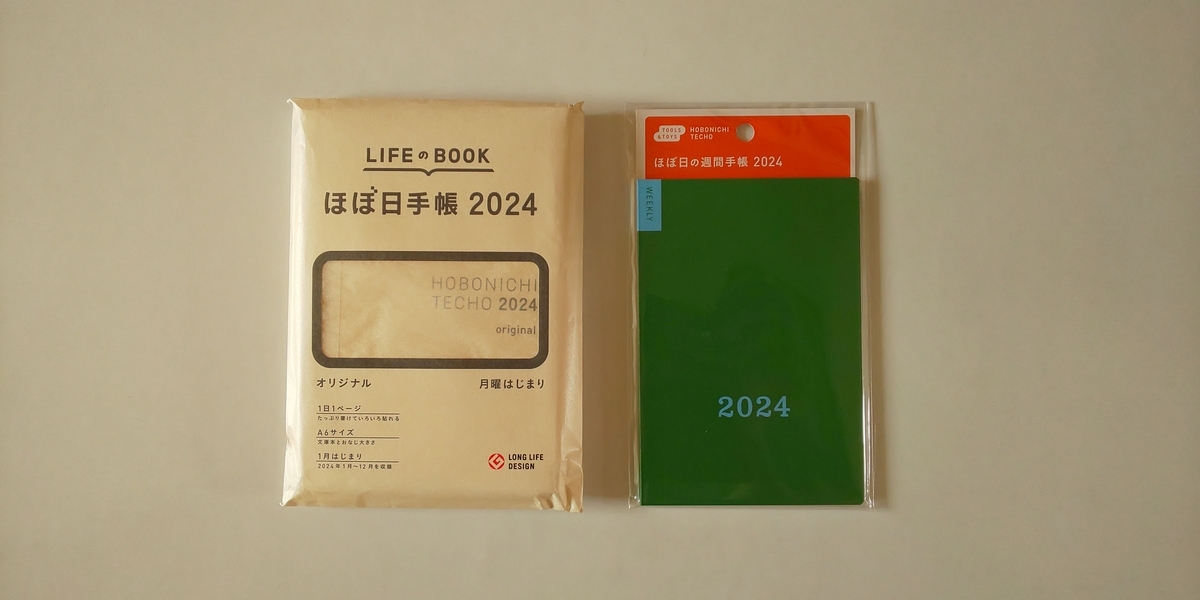 LIFEのBOOK
ほぼ日手帳 2024
HOBONICHI
TECHO 2024
original
オリジナル
月曜はじまり
1日1ページ
たっぷり書けていろいろ貼れる
A6サイズ
文庫本とおなじ大きさ
1月はじまり
2024年1月〜12月を収録
LONG LIFE
DESIGN
TOOLS
&TOYS
HOBONICHI
TECHO
ほぼ日の週間手帳 2024
WEEKLY
2024